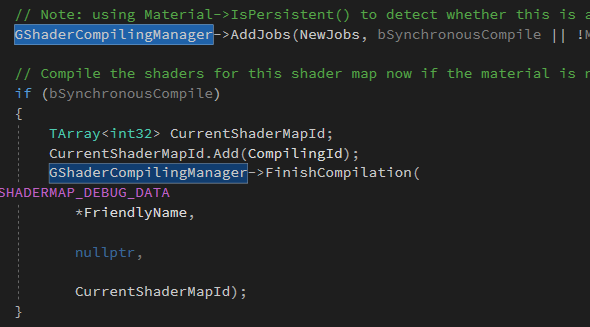 // Note: using Material->IsPersistent() to detect whether this is a
GShaderCompilingManager->AddJobs(NewJobs, bSynchronousCompile || !M
// Compile the shaders for this shader map now if the material is n
if (bSynchronousCompile)
{
TArray<int32> CurrentShaderMapId;
CurrentShaderMapId.Add(CompilingId);
GShaderCompilingManager->FinishCompilation(
SHADERMAP_DEBUG_DATA
*FriendlyName,
nullptr,
CurrentShaderMapId);
}